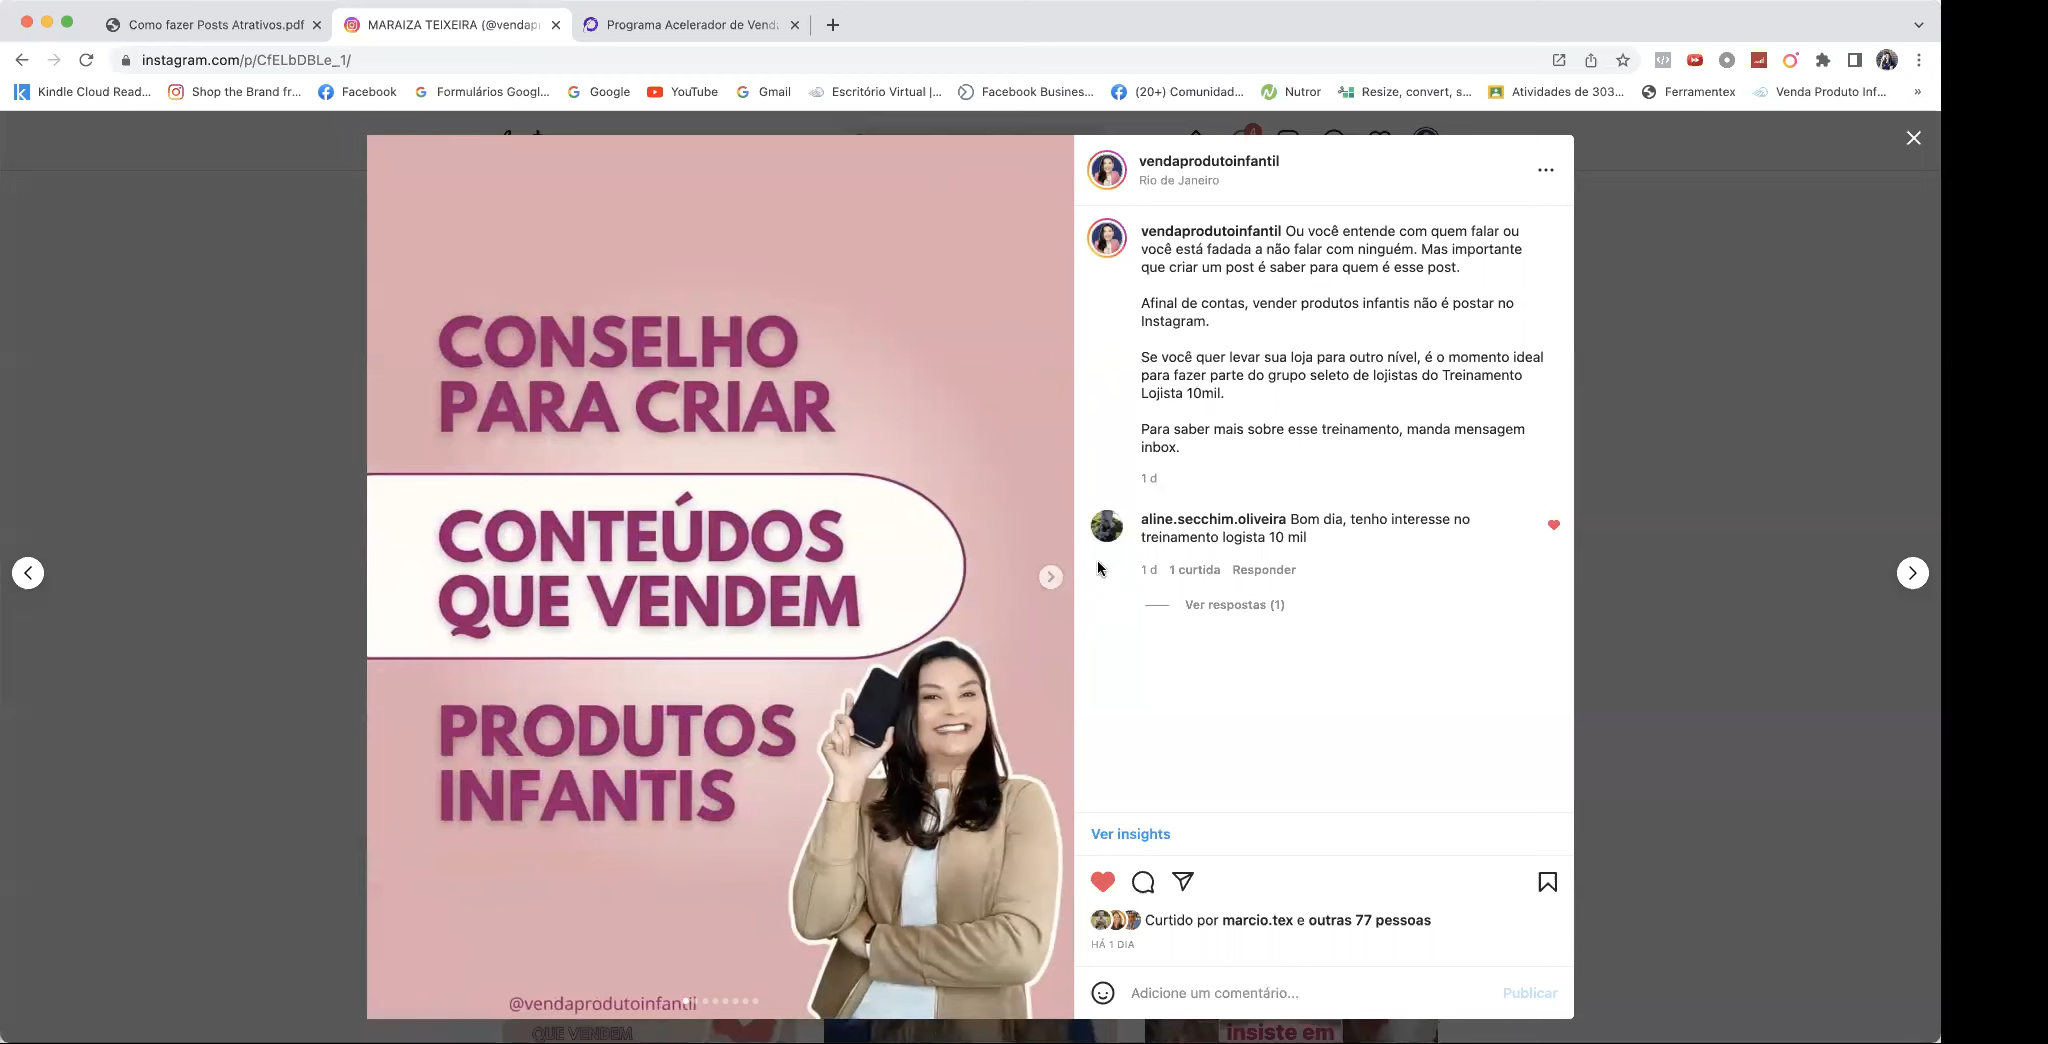 Como fazer Posts Atrativos.pdf
MARAIZA TEIXEIRA (@vendap
Programa Acelerador de Venda
instagram.com/p/CfELbDBLe_1/
Kindle Cloud Read...
Shop the Brand fr...
Facebook
Formulários Googl...
Google
YouTube
Gmail
Escritório Virtual |...
Facebook Busines...
(20+) Comunidad...
Nutror
Resize, convert, s...
Atividades de 303...
Ferramentex
Venda Produto Inf...
»
4
CONSELHO
PARA CRIAR
CONTEÚDOS
QUE VENDEM
PRODUTOS
INFANTIS
@vendaprodutoinfantil
vendaprodutoinfantil
Rio de Janeiro
vendaprodutoinfantil Ou você entende com quem falar ou
você está fadada a não falar com ninguém. Mas importante
que criar um post é saber para quem é esse post.
Afinal de contas, vender produtos infantis não é postar no
Instagram.
Se você quer levar sua loja para outro nível, é o momento ideal
para fazer parte do grupo seleto de lojistas do Treinamento
Lojista 10mil.
Para saber mais sobre esse treinamento, manda mensagem
inbox.
1 d
aline.secchim.oliveira Bom dia, tenho interesse no
treinamento logista 10 mil
1 d 1 curtida Responder
Ver respostas (1)
Ver insights
Curtido por marcio.tex e outras 77 pessoas
HÁ 1 DIA
Adicione um comentário...
Publicar
QUE VENDEM
insiste em